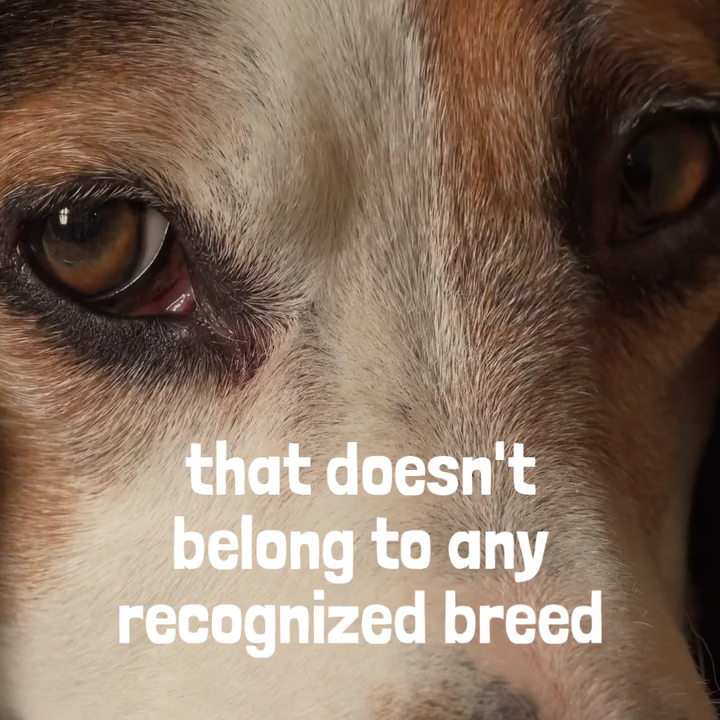 that doesn't
belong to any
recognized breed